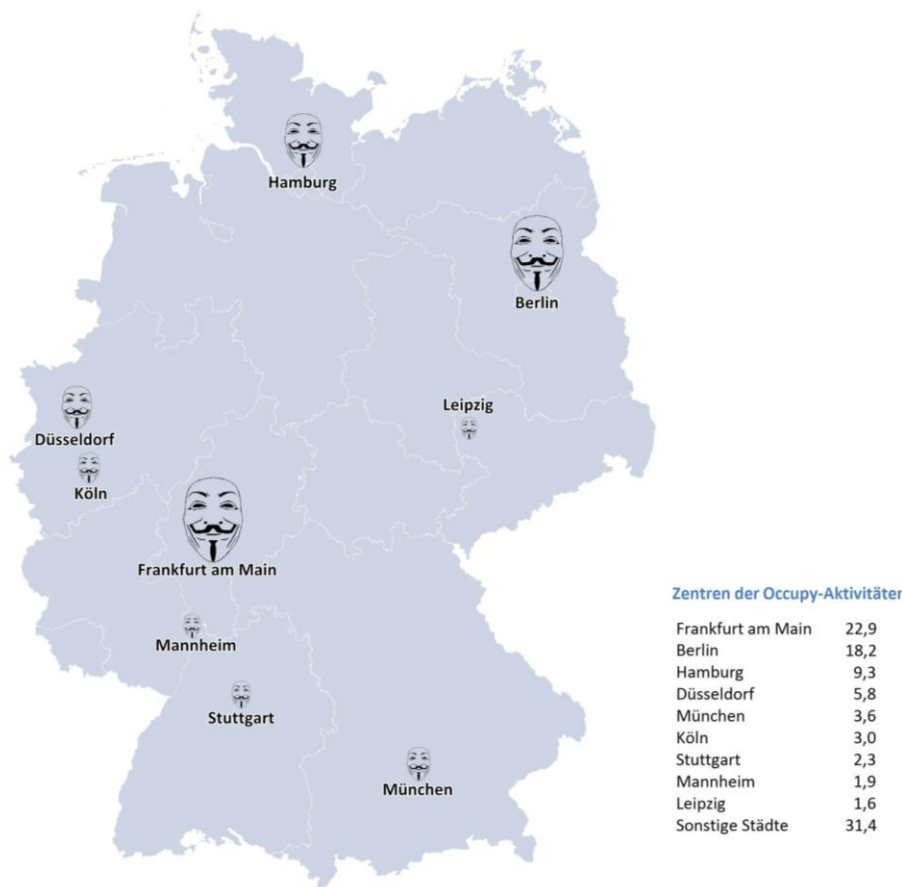 Hamburg
Berlin
Leipzig
Düsseldorf
Köln
Frankfurt am Main
Mannheim
Stuttgart
München
Zentren der Occupy-Aktivitäten
Frankfurt am Main 22,9
Berlin 18,2
Hamburg 9,3
Düsseldorf 5,8
München 3,6
Köln 3,0
Stuttgart 2,3
Mannheim 1,9
Leipzig 1,6
Sonstige Städte 31,4